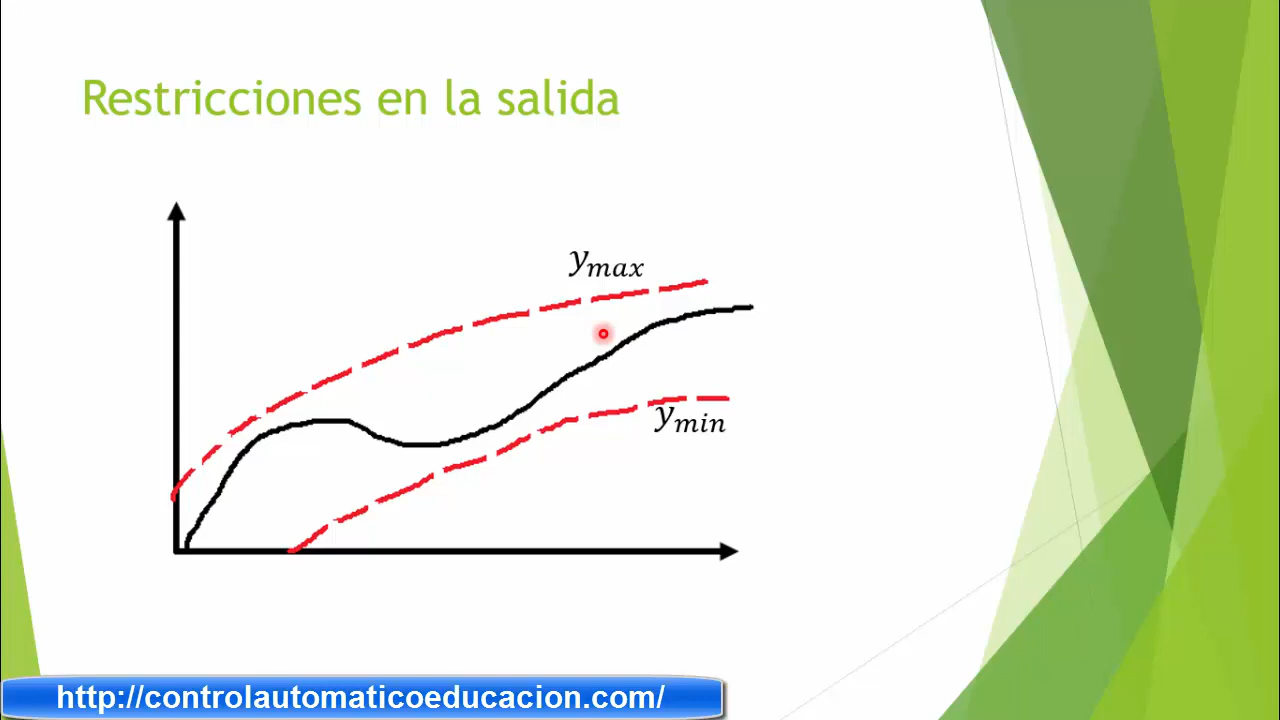 Restricciones en la salida
y_max
y_min
http://controlautomaticoeducacion.com/